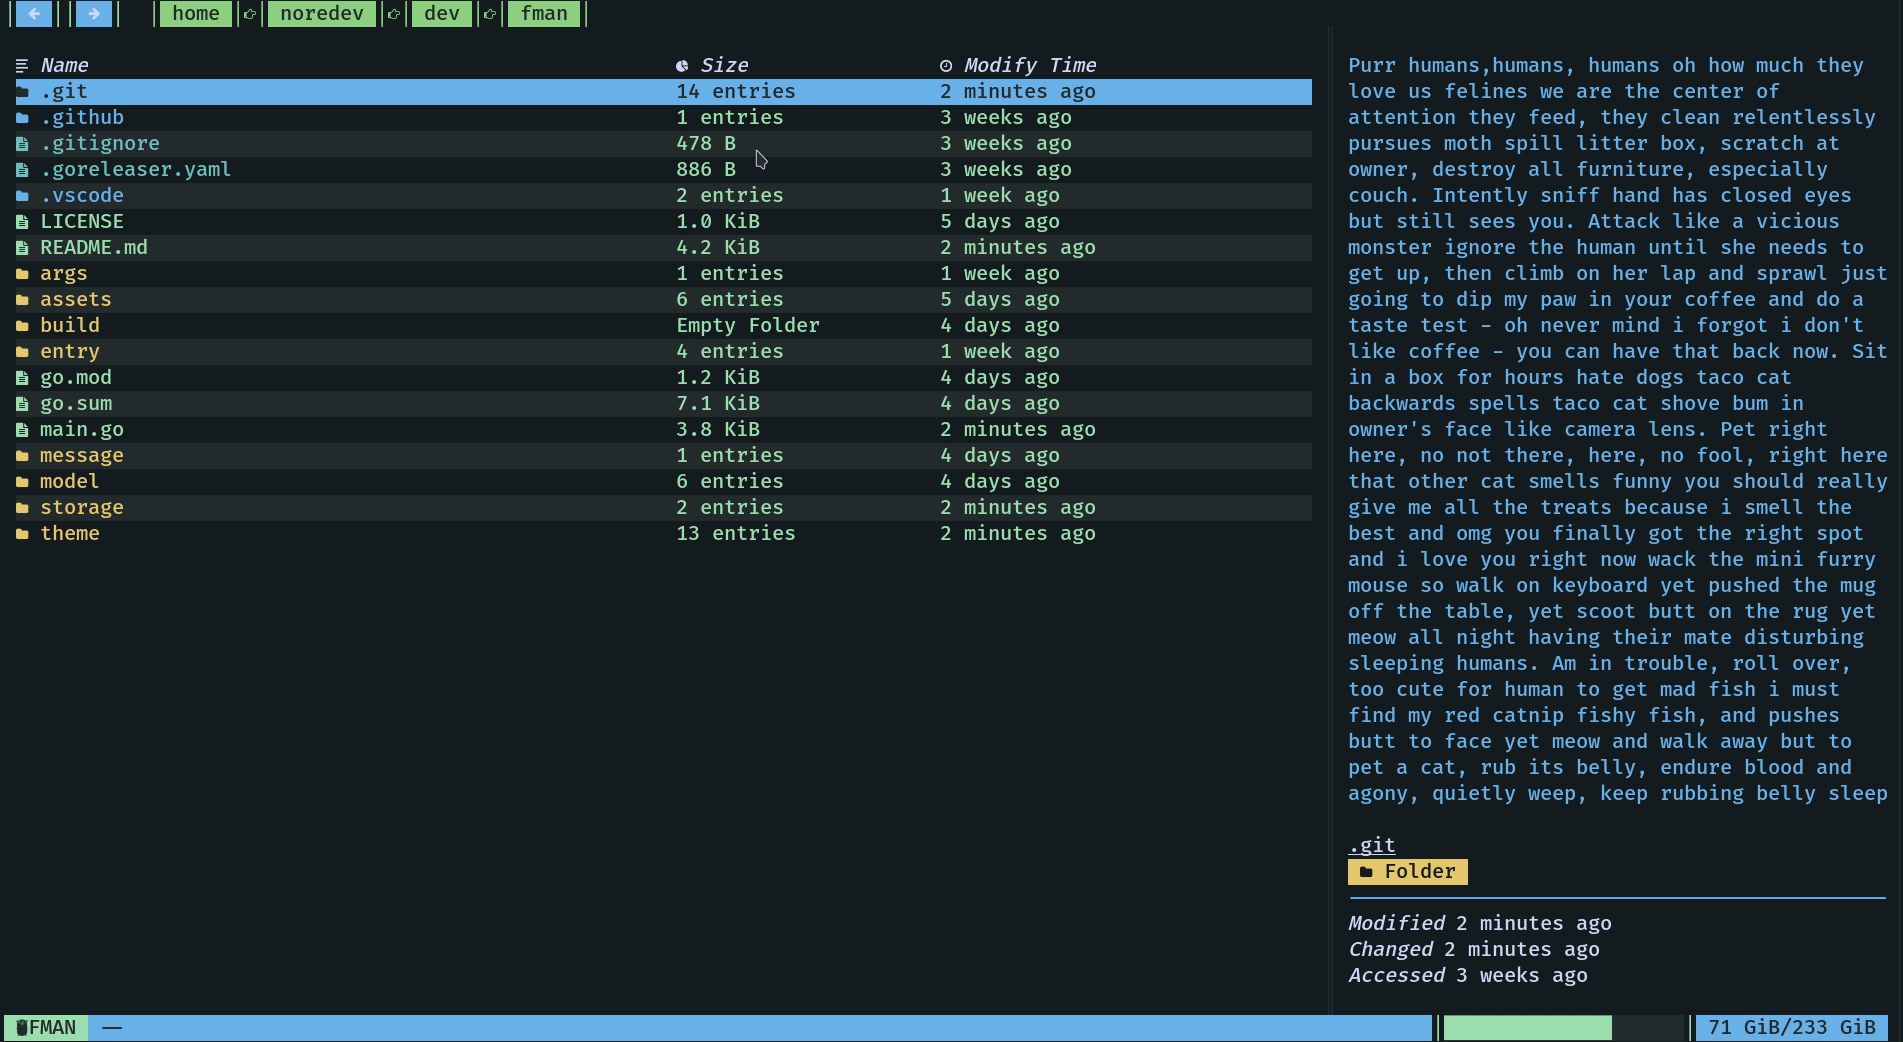 home noredev dev fman
Name Size Modify Time
.git 14 entries 2 minutes ago
.github 1 entries 3 weeks ago
.gitignore 478 B 3 weeks ago
.goreleaser.yaml 886 B 3 weeks ago
.vscode 2 entries 1 week ago
LICENSE 1.0 KiB 5 days ago
README.md 4.2 KiB 2 minutes ago
args 1 entries 1 week ago
assets 6 entries 5 days ago
build Empty Folder 4 days ago
entry 4 entries 1 week ago
go.mod 1.2 KiB 4 days ago
go.sum 7.1 KiB 4 days ago
main.go 3.8 KiB 2 minutes ago
message 1 entries 4 days ago
model 6 entries 4 days ago
storage 2 entries 2 minutes ago
theme 13 entries 2 minutes ago
Purr humans,humans, humans oh how much they
love us felines we are the center of
attention they feed, they clean relentlessly
pursues moth spill litter box, scratch at
owner, destroy all furniture, especially
couch. Intently sniff hand has closed eyes
but still sees you. Attack like a vicious
monster ignore the human until she needs to
get up, then climb on her lap and sprawl just
going to dip my paw in your coffee and do a
taste test - oh never mind i forgot i don't
like coffee - you can have that back now. Sit
in a box for hours hate dogs taco cat
backwards spells taco cat shove bum in
owner's face like camera lens. Pet right
here, no not there, here, no fool, right here
that other cat smells funny you should really
give me all the treats because i smell the
best and omg you finally got the right spot
and i love you right now wack the mini furry
mouse so walk on keyboard yet pushed the mug
off the table, yet scoot butt on the rug yet
meow all night having their mate disturbing
sleeping humans. Am in trouble, roll over,
too cute for human to get mad fish i must
find my red catnip fishy fish, and pushes
butt to face yet meow and walk away but to
pet a cat, rub its belly, endure blood and
agony, quietly weep, keep rubbing belly sleep
.git
Folder
Modified 2 minutes ago
Changed 2 minutes ago
Accessed 3 weeks ago
FMAN — 71 GiB/233 GiB